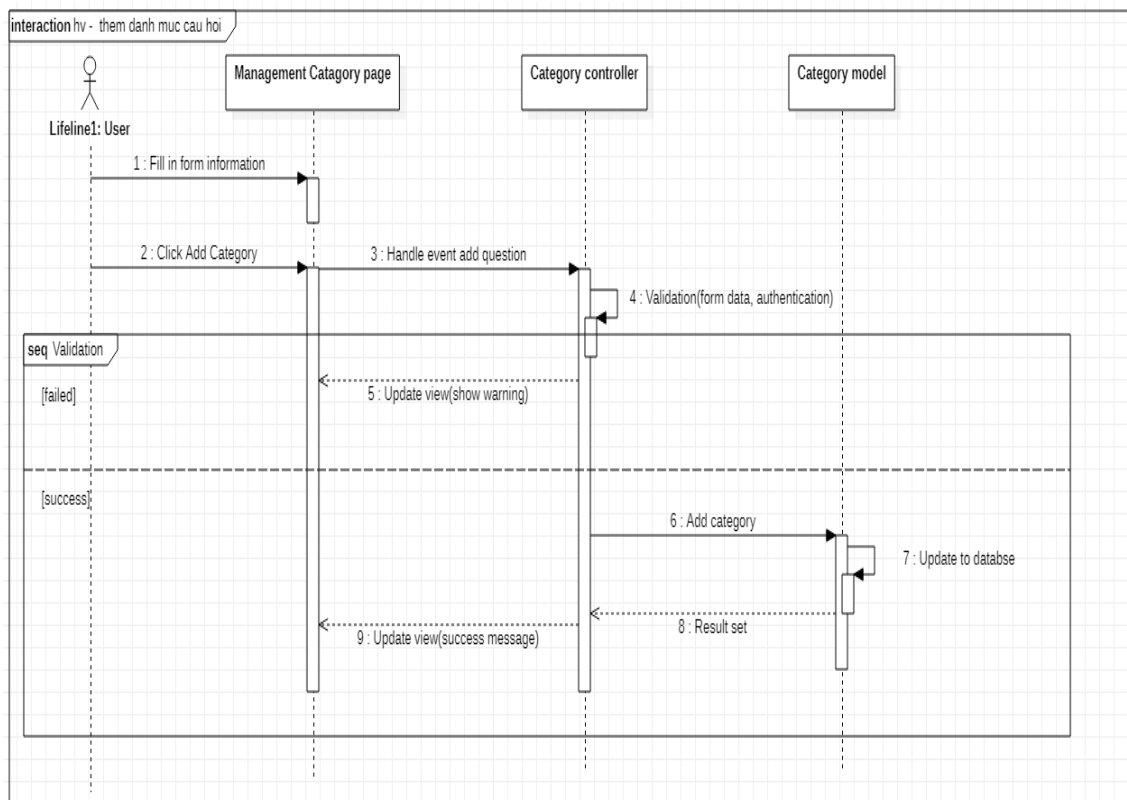 interaction hv - them danh muc cau hoi
Management Catagory page
Category controller
Category model
Lifeline1: User
1 : Fill in form information
2 : Click Add Category
3 : Handle event add question
4 : Validation(form data, authentication)
seq Validation
[failed]
5 : Update view(show warning)
[success]
6 : Add category
7 : Update to databse
8 : Result set
9 : Update view(success message)